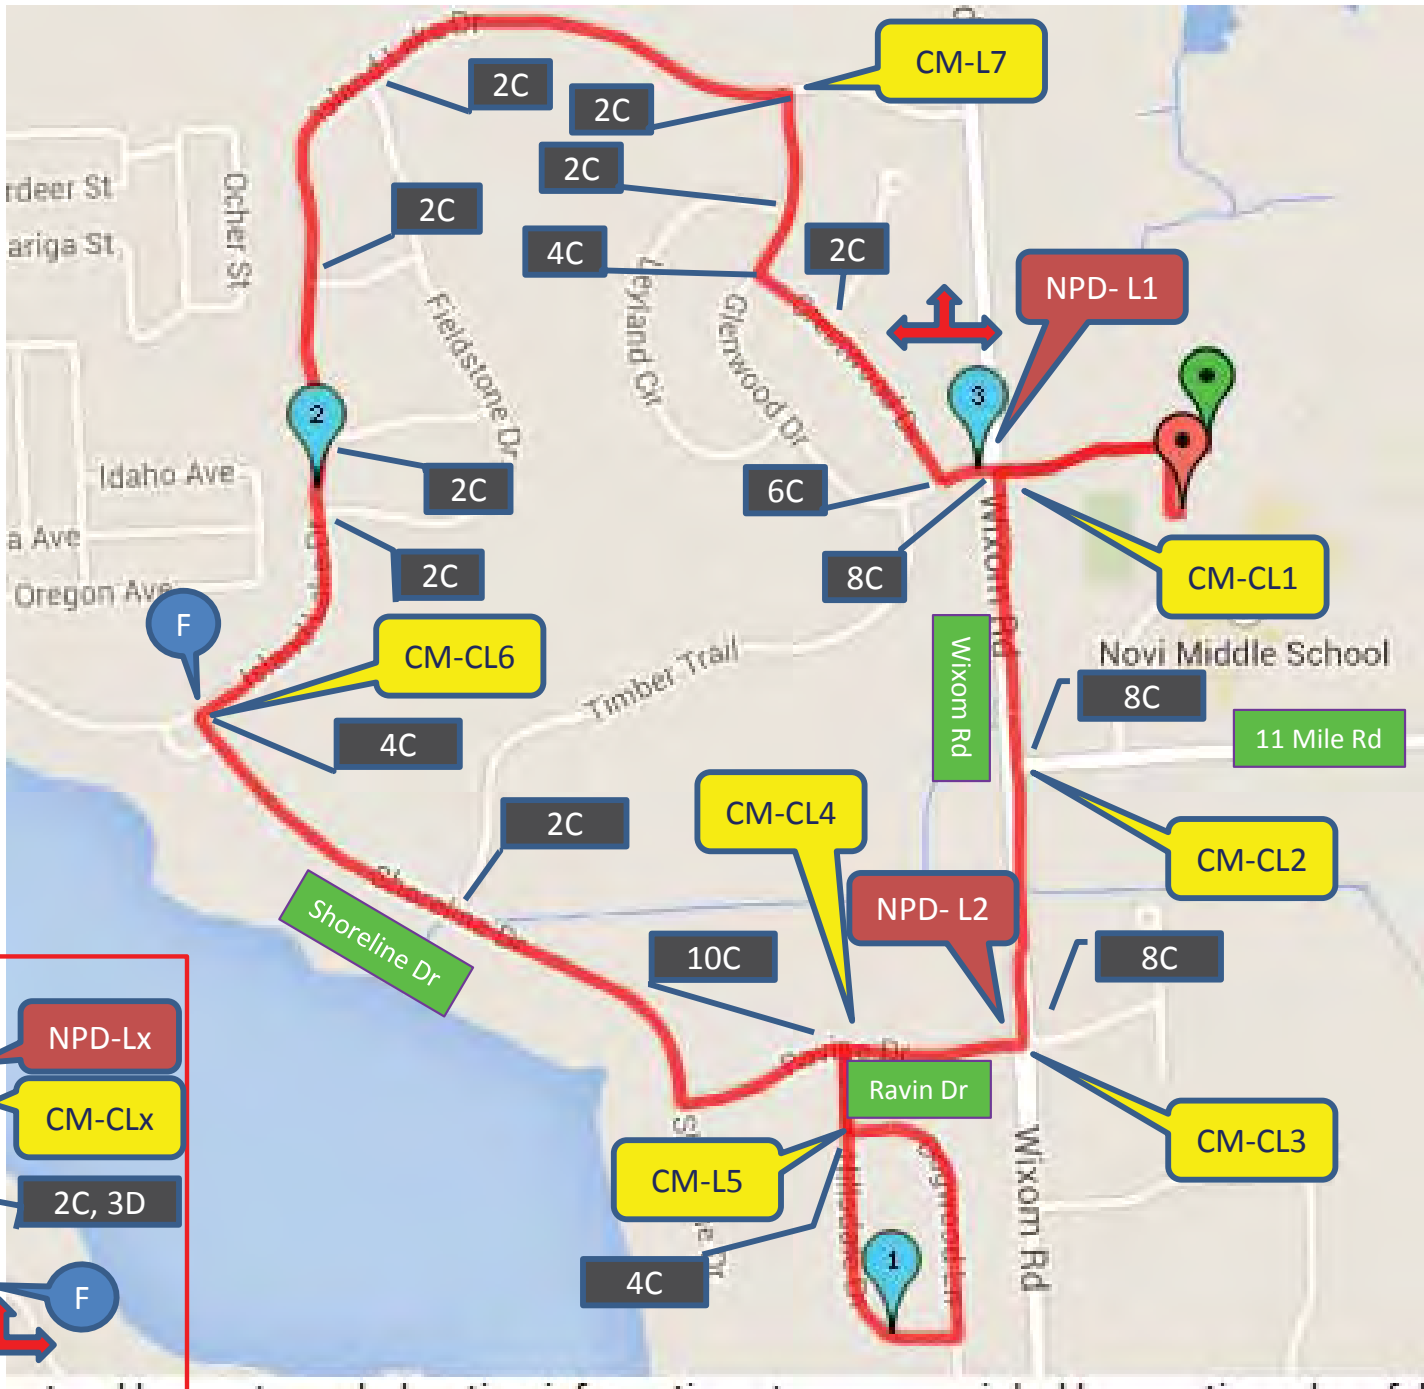 CM-L7
2C
2C
2C
rdeer St
Ocher St
2C
ariga St
4C
2C
NPD- L1
Leyland Cir
Glenwood Dr
Fieldstone Dr
2
3
Idaho Ave
2C
6C
a Ave
Oregon Ave
2C
8C
CM-CL1
F
CM-CL6
Timber Trail
Wixom Rd
Wixom Rd
Novi Middle School
8C
4C
11 Mile Rd
CM-CL4
2C
CM-CL2
Shoreline Dr
NPD- L2
10C
8C
NPD-Lx
CM-CLx
Ravin Dr
CM-L5
CM-CL3
Wixom Rd
2C, 3D
1
4C
F